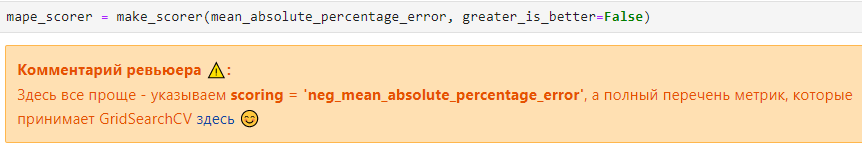 mape_scorer = make_scorer(mean_absolute_percentage_error, greater_is_better=False)
Комментарий ревьюера ⚠️:
Здесь все проще - указываем scoring = 'neg_mean_absolute_percentage_error', а полный перечень метрик, которые
принимает GridSearchCV здесь 😊